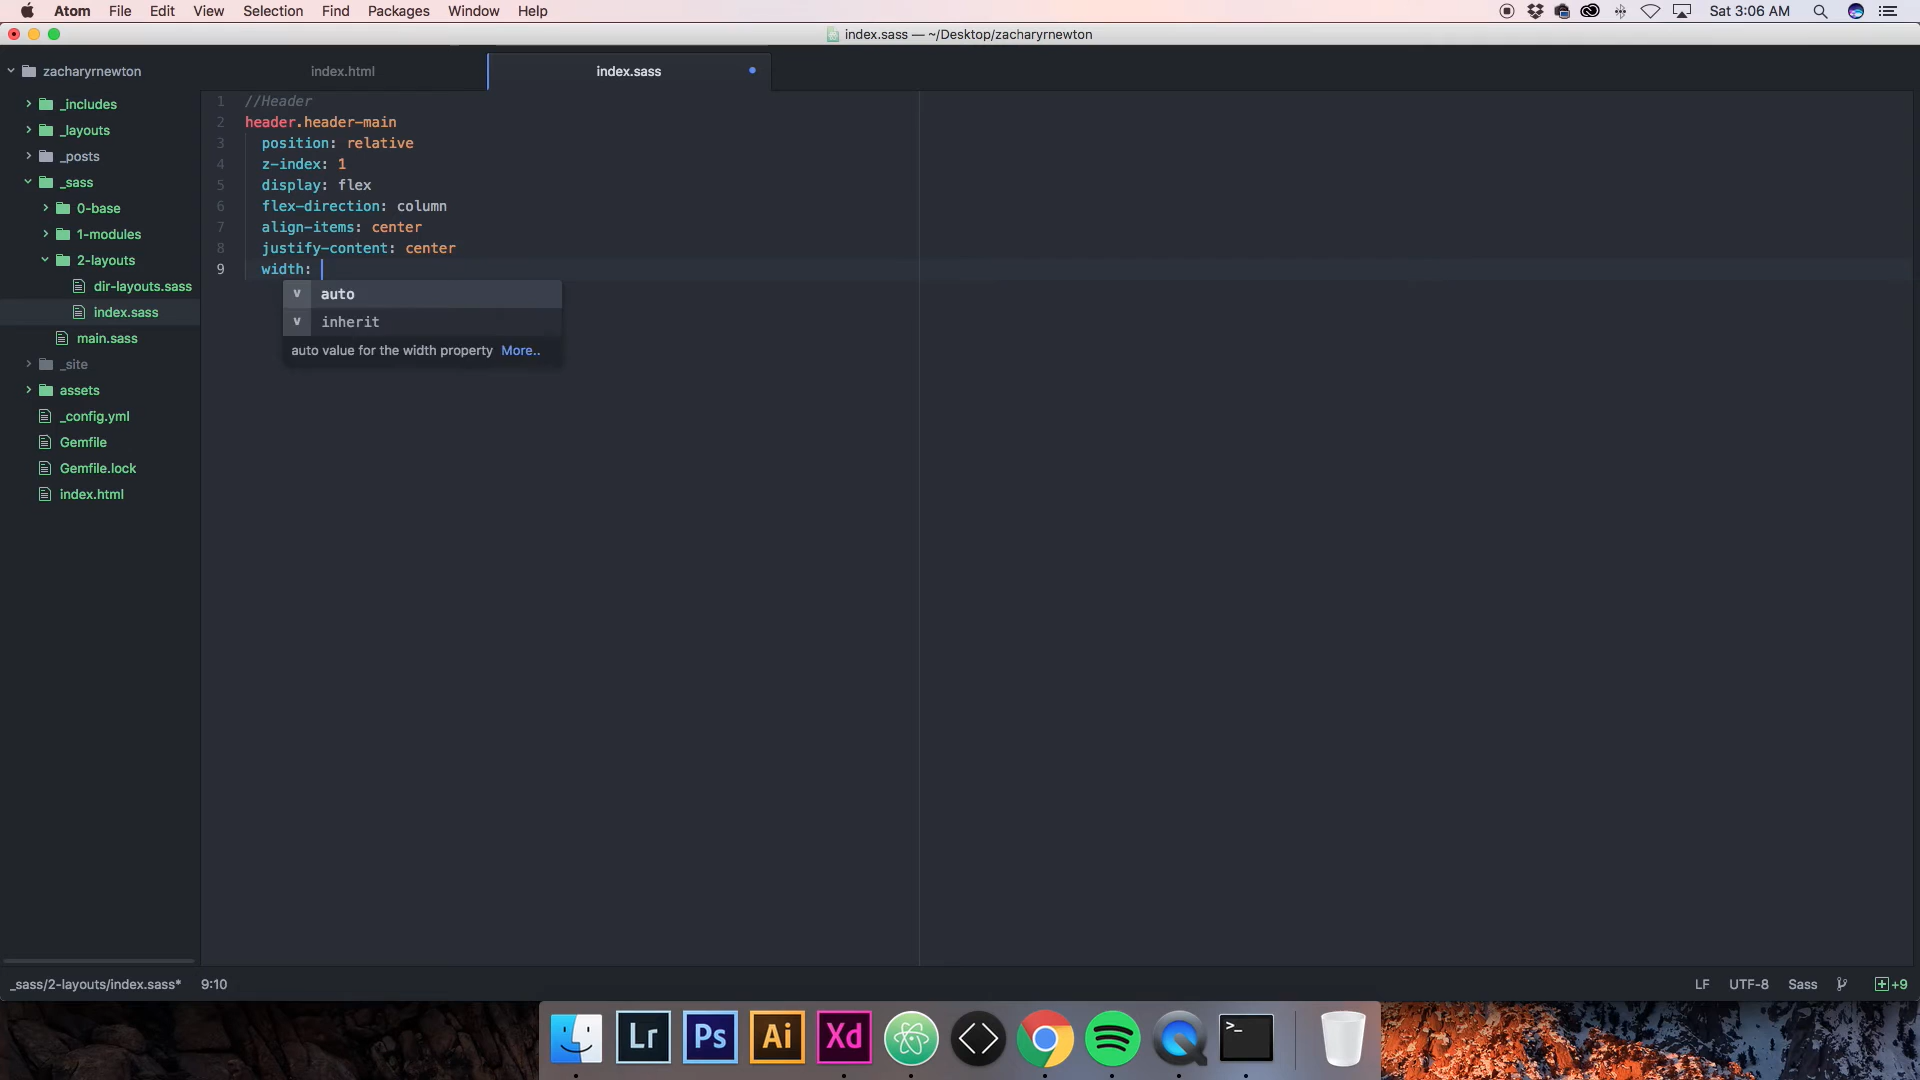 Atom File Edit View Selection Find Packages Window Help Sat 3:06 AM
index.sass — ~/Desktop/zacharyrnewton
zacharyrnewton
_includes
_layouts
_posts
_sass
0-base
1-modules
2-layouts
dir-layouts.sass
index.sass
main.sass
_site
assets
_config.yml
Gemfile
Gemfile.lock
index.html
index.html index.sass
1 //Header
2 header.header-main
3 position: relative
4 z-index: 1
5 display: flex
6 flex-direction: column
7 align-items: center
8 justify-content: center
9 width:
v auto
v inherit
auto value for the width property More..
_sass/2-layouts/index.sass* 9:10 LF UTF-8 Sass +9
Lr Ps Ai Xd >_